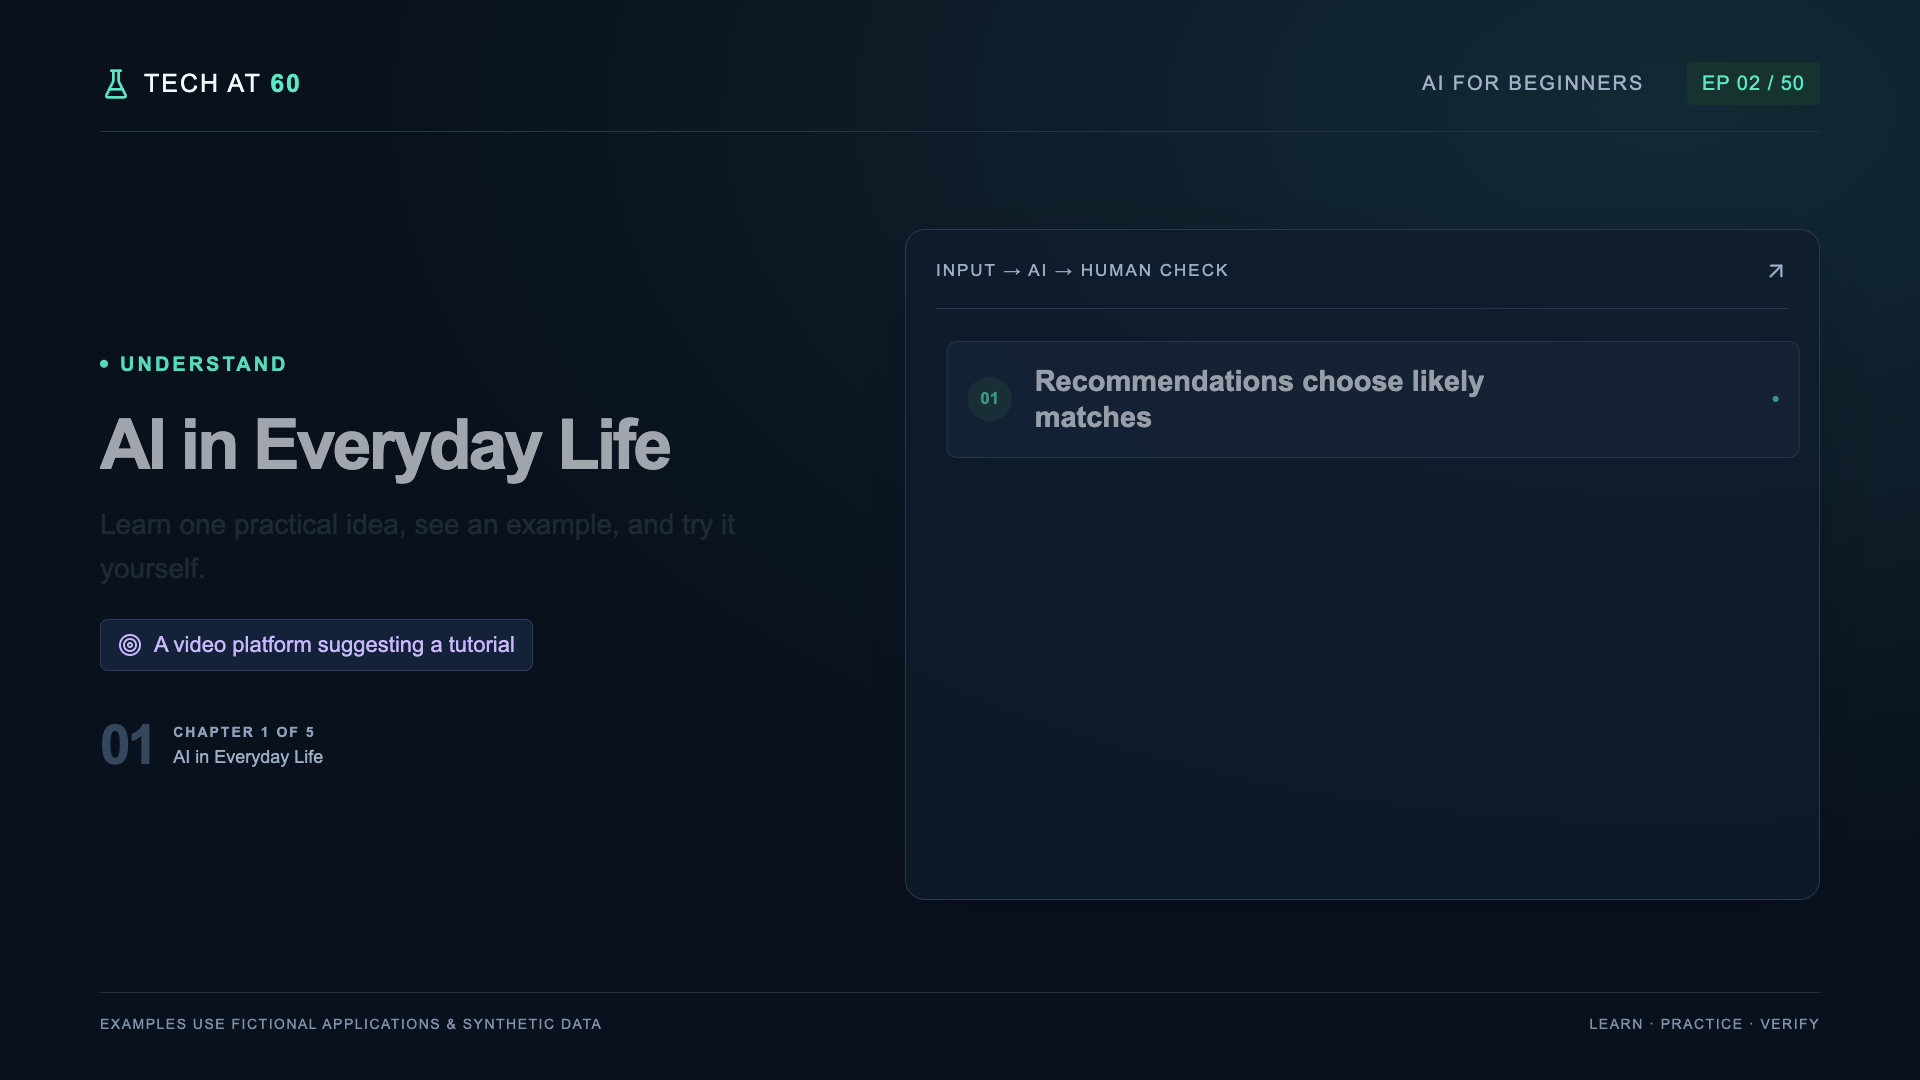 TECH AT 60
AI FOR BEGINNERS
EP 02 / 50
• UNDERSTAND
AI in Everyday Life
Learn one practical idea, see an example, and try it
yourself.
A video platform suggesting a tutorial
01
CHAPTER 1 OF 5
AI in Everyday Life
INPUT → AI → HUMAN CHECK
01
Recommendations choose likely
matches
EXAMPLES USE FICTIONAL APPLICATIONS & SYNTHETIC DATA
LEARN · PRACTICE · VERIFY